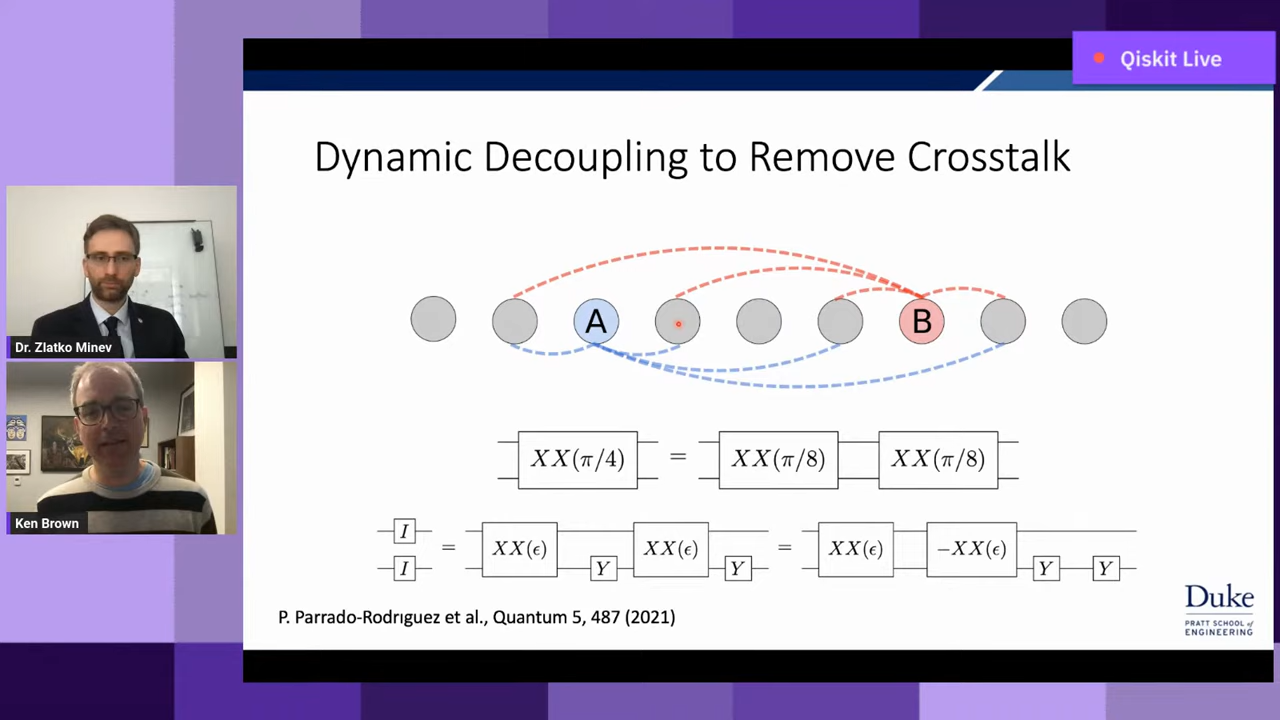 Qiskit Live
Dynamic Decoupling to Remove Crosstalk
A
B
XX(π/4) = XX(π/8) XX(π/8)
I = XX(ϵ) XX(ϵ) = XX(ϵ) −XX(ϵ)
I Y Y Y Y
P. Parrado-Rodrıguez et al., Quantum 5, 487 (2021)
Duke
PRATT SCHOOL of
ENGINEERING
Dr. Zlatko Minev
Ken Brown